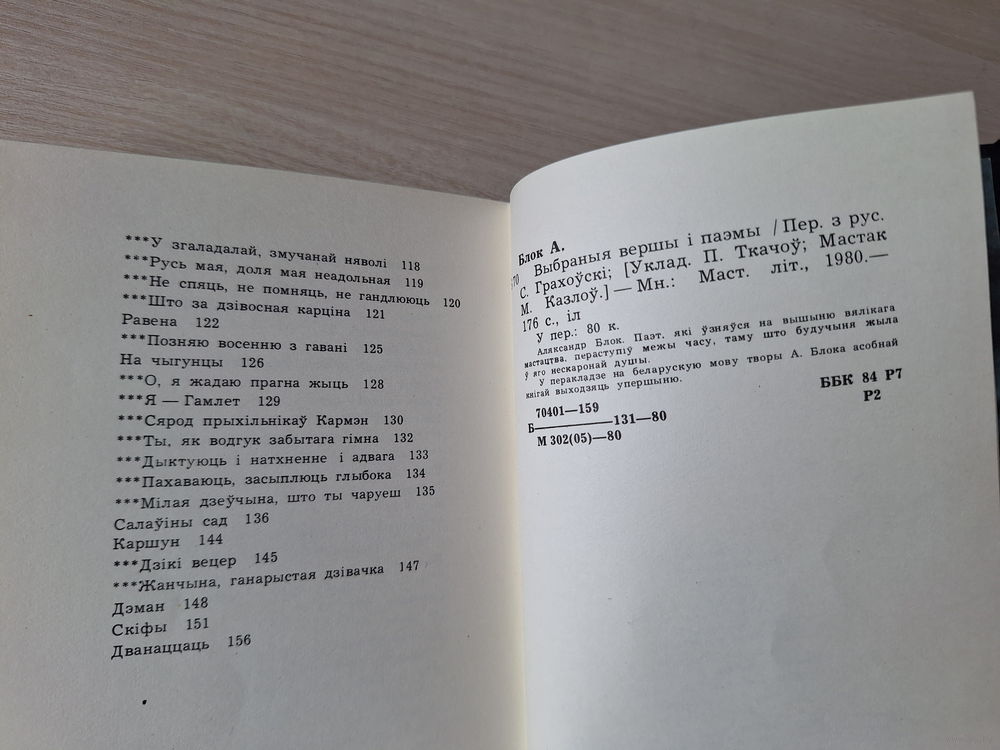 ***У згаладалай, змучанай няволі 118
***Русь мая, доля мая неадольная 119
***Не спяць, не помняць, не гандлююць 120
***Што за дзівосная карціна 121
Равена 122
***Позняю восенню з гавані 125
На чыгунцы 126
***О, я жадаю прагна жыць 128
***Я — Гамлет 129
***Сярод прыхільнікаў Кармэн 130
***Ты, як водгук забытага гімна 132
***Дыктуюць і натхненне і адвага 133
***Пахаваюць, засыплюць глыбока 134
***Мілая дзеўчына, што ты чаруеш 135
Салаўіны сад 136
Каршун 144
***Дзікі вецер 145
***Жанчына, ганарыстая дзівачка 147
Дэман 148
Скіфы 151
Дванаццаць 156
Блок А.
70 Выбраныя вершы і паэмы / Пер. з рус.
С. Грахоўскі; [Уклад. П. Ткачоў; Мастак
М. Казлоў.] — Мн.: Маст. літ., 1980.—
176 с., іл
У пер.: 80 к.
Аляксандр Блок. Паэт, які ўзняўся на вышыню вялікага
мастацтва, пераступіў межы часу, таму што будучыня жыла
ў яго нескаронай душы.
У перакладзе на беларускую мову творы А. Блока асобнай
кнігай выходзяць упершыню.
70401—159
Б————131—80
М 302(05)—80
ББК 84 Р7
Р2